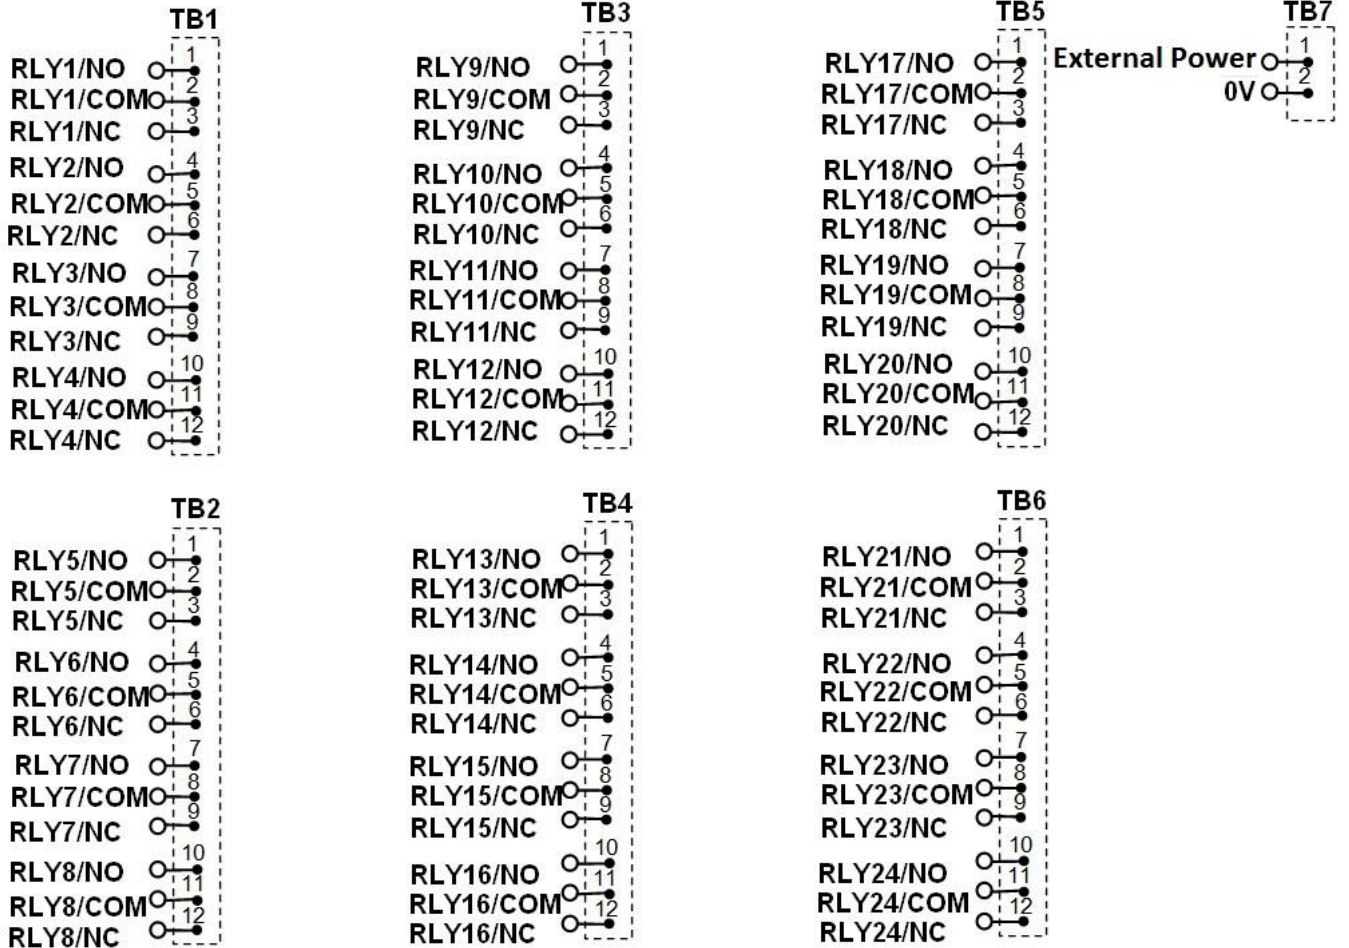 TB1
1
RLY1/NO
2
RLY1/COM
3
RLY1/NC
4
RLY2/NO
5
RLY2/COM
6
RLY2/NC
7
RLY3/NO
8
RLY3/COM
9
RLY3/NC
10
RLY4/NO
11
RLY4/COM
12
RLY4/NC
TB2
1
RLY5/NO
2
RLY5/COM
3
RLY5/NC
4
RLY6/NO
5
RLY6/COM
6
RLY6/NC
7
RLY7/NO
8
RLY7/COM
9
RLY7/NC
10
RLY8/NO
11
RLY8/COM
12
RLY8/NC
TB3
1
RLY9/NO
2
RLY9/COM
3
RLY9/NC
4
RLY10/NO
5
RLY10/COM
6
RLY10/NC
7
RLY11/NO
8
RLY11/COM
9
RLY11/NC
10
RLY12/NO
11
RLY12/COM
12
RLY12/NC
TB4
1
RLY13/NO
2
RLY13/COM
3
RLY13/NC
4
RLY14/NO
5
RLY14/COM
6
RLY14/NC
7
RLY15/NO
8
RLY15/COM
9
RLY15/NC
10
RLY16/NO
11
RLY16/COM
12
RLY16/NC
TB5
1
RLY17/NO
2
RLY17/COM
3
RLY17/NC
4
RLY18/NO
5
RLY18/COM
6
RLY18/NC
7
RLY19/NO
8
RLY19/COM
9
RLY19/NC
10
RLY20/NO
11
RLY20/COM
12
RLY20/NC
TB6
1
RLY21/NO
2
RLY21/COM
3
RLY21/NC
4
RLY22/NO
5
RLY22/COM
6
RLY22/NC
7
RLY23/NO
8
RLY23/COM
9
RLY23/NC
10
RLY24/NO
11
RLY24/COM
12
RLY24/NC
TB7
1
External Power
2
0V